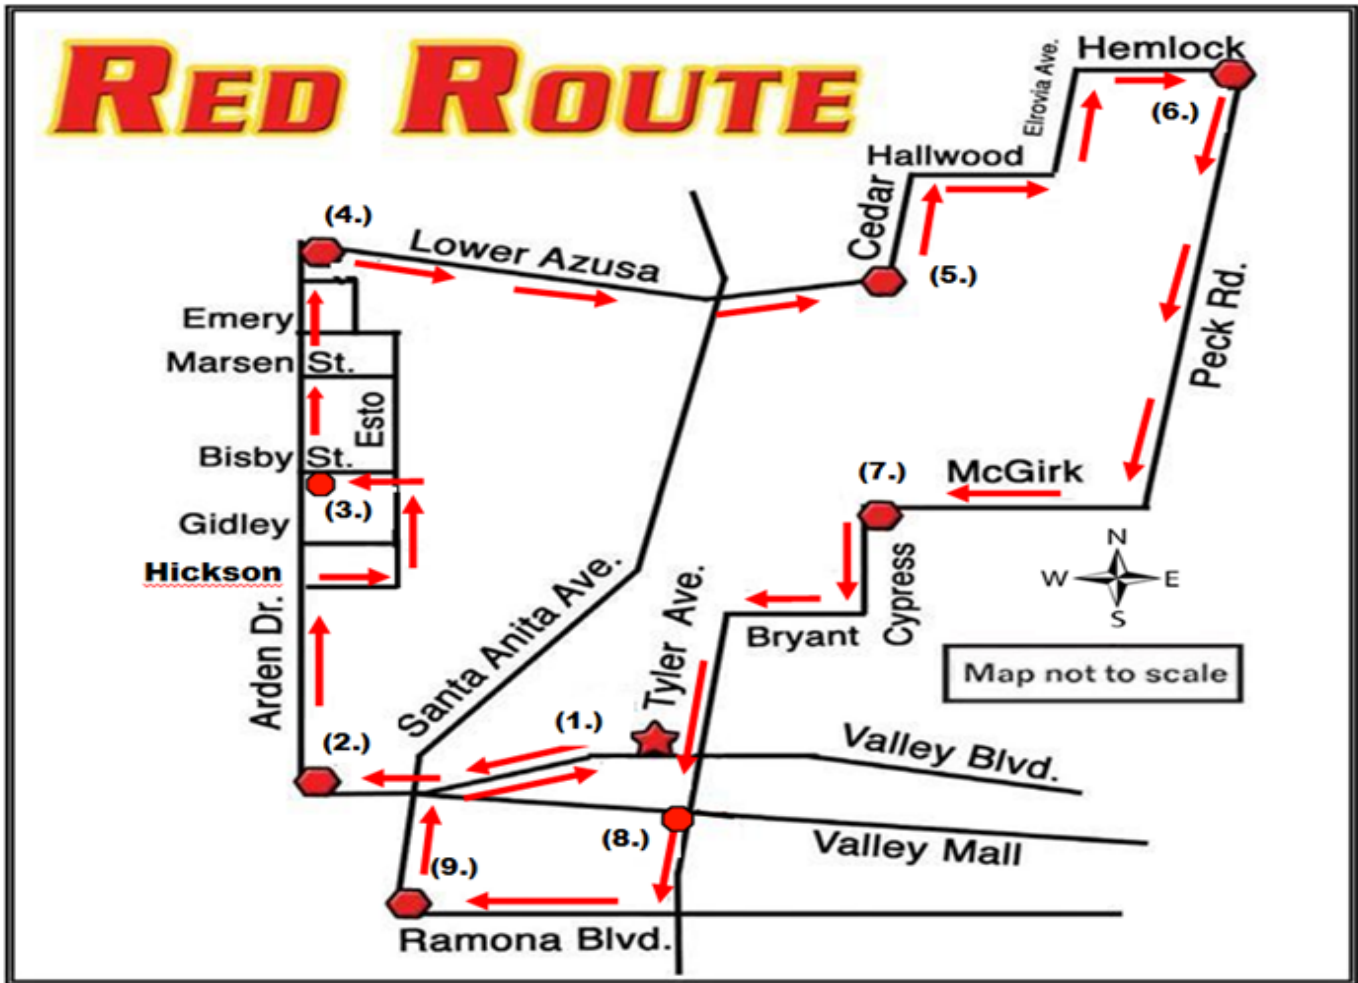 RED ROUTE
Hemlock
Elrovia Ave.
(6.)
Hallwood
Cedar
(4.)
Lower Azusa
(5.)
Peck Rd.
Emery
Marsen St.
Esto
Bisby St.
(3.)
Gidley
Hickson
Arden Dr.
(7.)
McGirk
N
W E
S
Cypress
Bryant
Map not to scale
Santa Anita Ave.
Tyler Ave.
(1.)
(2.)
Valley Blvd.
(8.)
Valley Mall
(9.)
Ramona Blvd.